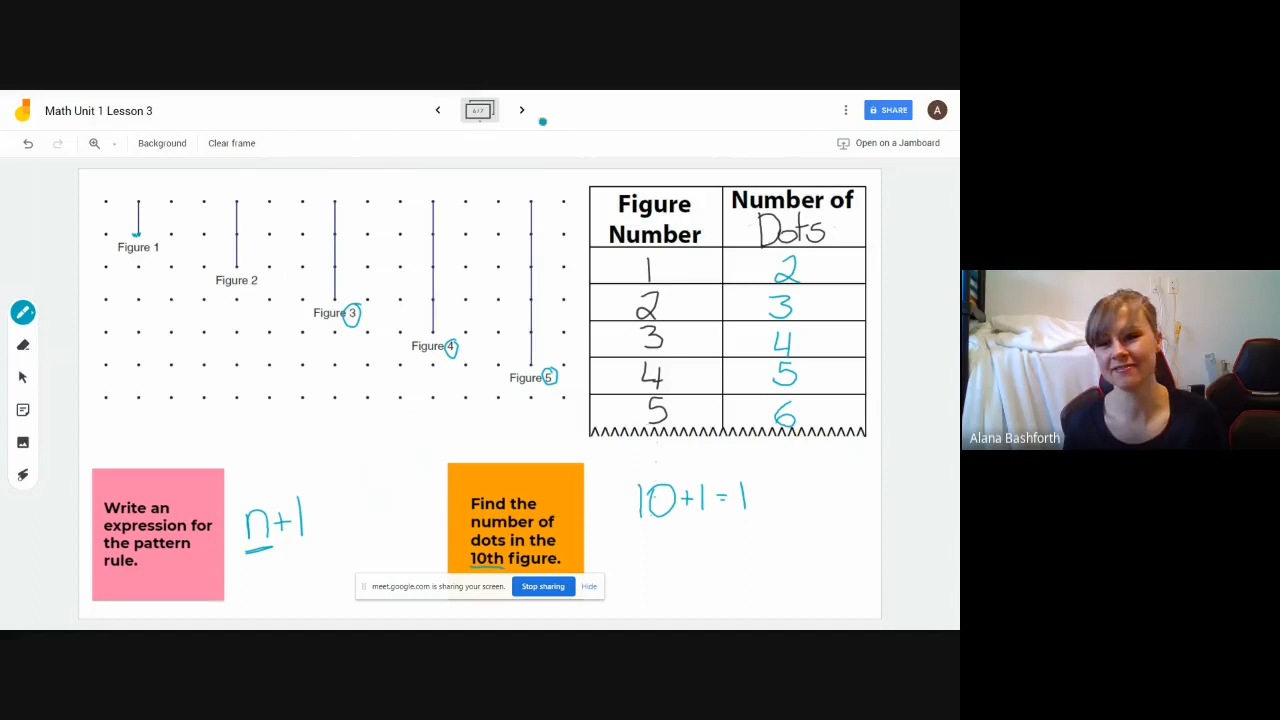 Math Unit 1 Lesson 3
4 / 7
SHARE
A
Background
Clear frame
Open on a Jamboard
Figure 1
Figure 2
Figure 3
Figure 4
Figure 5
Figure Number
Number of Dots
1 2
2 3
3 4
4 5
5 6
Write an
expression for
the pattern
rule.
n+1
Find the
number of
dots in the
10th figure.
10+1=1
meet.google.com is sharing your screen.
Stop sharing
Hide
Alana Bashforth